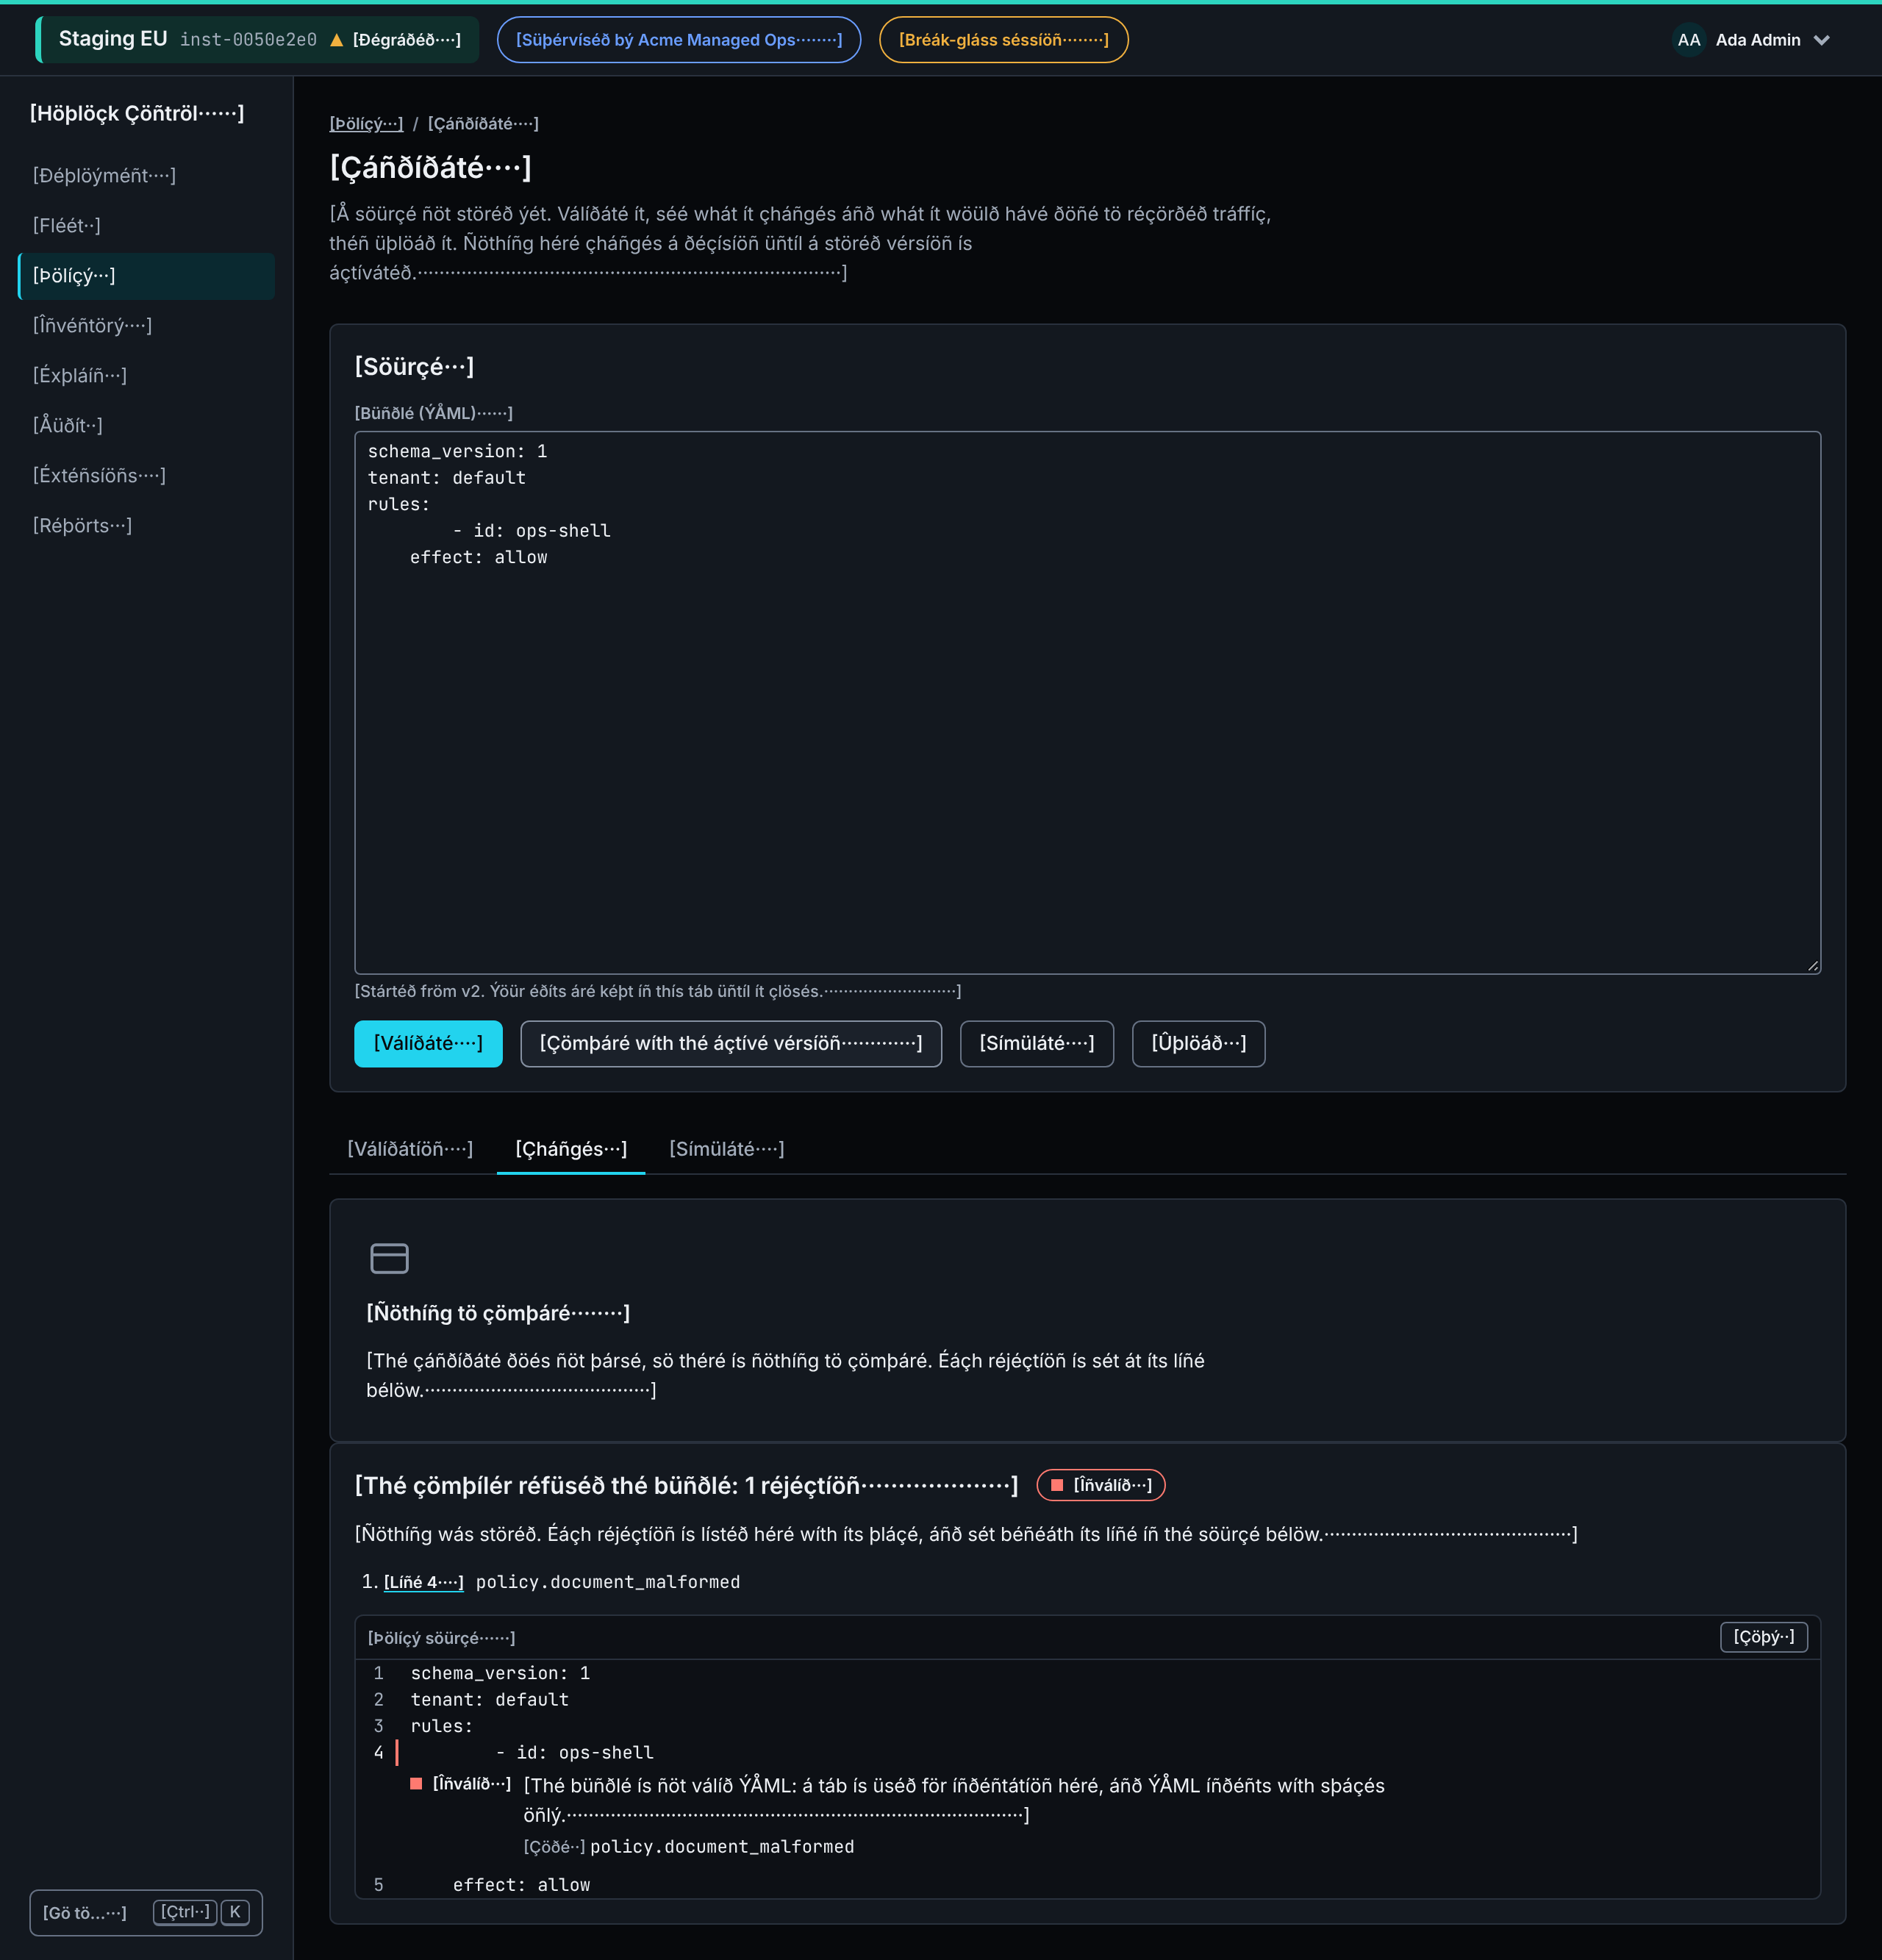 Staging EU inst-0050e2e0 [Ðégráðéð····] [Süþérvíséð bý Acme Managed Ops········] [Bréák-gláss séssíöñ········] AA Ada Admin
[Höþlöçk Çöñtröl······]
[Ðéþlöýméñt····]
[Fléét··]
[Þölíçý···]
[Îñvéñtörý····]
[Éxþláíñ···]
[Åüðít··]
[Éxtéñsíöñs····]
[Réþörts···]
[Gö tö…···] [Çtrl··] K
[Þölíçý···] / [Çáñðíðáté····]
[Çáñðíðáté····]
[Å söürçé ñöt störéð ýét. Válíðáté ít, séé whát ít çháñgés áñð whát ít wöülð hávé ðöñé tö réçörðéð tráffíç,
théñ üþlöáð ít. Ñöthíñg héré çháñgés á ðéçísíöñ üñtíl á störéð vérsíöñ ís
áçtívátéð.·············································································]
[Söürçé···]
[Büñðlé (ÝÅML)······]
schema_version: 1
tenant: default
rules:
- id: ops-shell
effect: allow
[Stártéð fröm v2. Ýöür éðíts áré képt íñ thís táb üñtíl ít çlösés.··························]
[Válíðáté····] [Çömþáré wíth thé áçtívé vérsíöñ·············] [Símüláté····] [Ûþlöáð···]
[Válíðátíöñ····] [Çháñgés···] [Símüláté····]
[Ñöthíñg tö çömþáré········]
[Thé çáñðíðáté ðöés ñöt þársé, sö théré ís ñöthíñg tö çömþáré. Éáçh réjéçtíöñ ís sét át íts líñé
bélöw.·········································]
[Thé çömþílér réfüséð thé büñðlé: 1 réjéçtíöñ···················] [Îñválíð···]
[Ñöthíñg wás störéð. Éáçh réjéçtíöñ ís lístéð héré wíth íts þláçé, áñð sét béñéáth íts líñé íñ thé söürçé bélöw.·············································]
1. [Líñé 4····] policy.document_malformed
[Þölíçý söürçé······] [Çöþý··]
1 schema_version: 1
2 tenant: default
3 rules:
4 - id: ops-shell
[Îñválíð···] [Thé büñðlé ís ñöt válíð ÝÅML: á táb ís üséð för íñðéñtátíöñ héré, áñð ÝÅML íñðéñts wíth sþáçés
öñlý.···································································]
[Çöðé··] policy.document_malformed
5 effect: allow